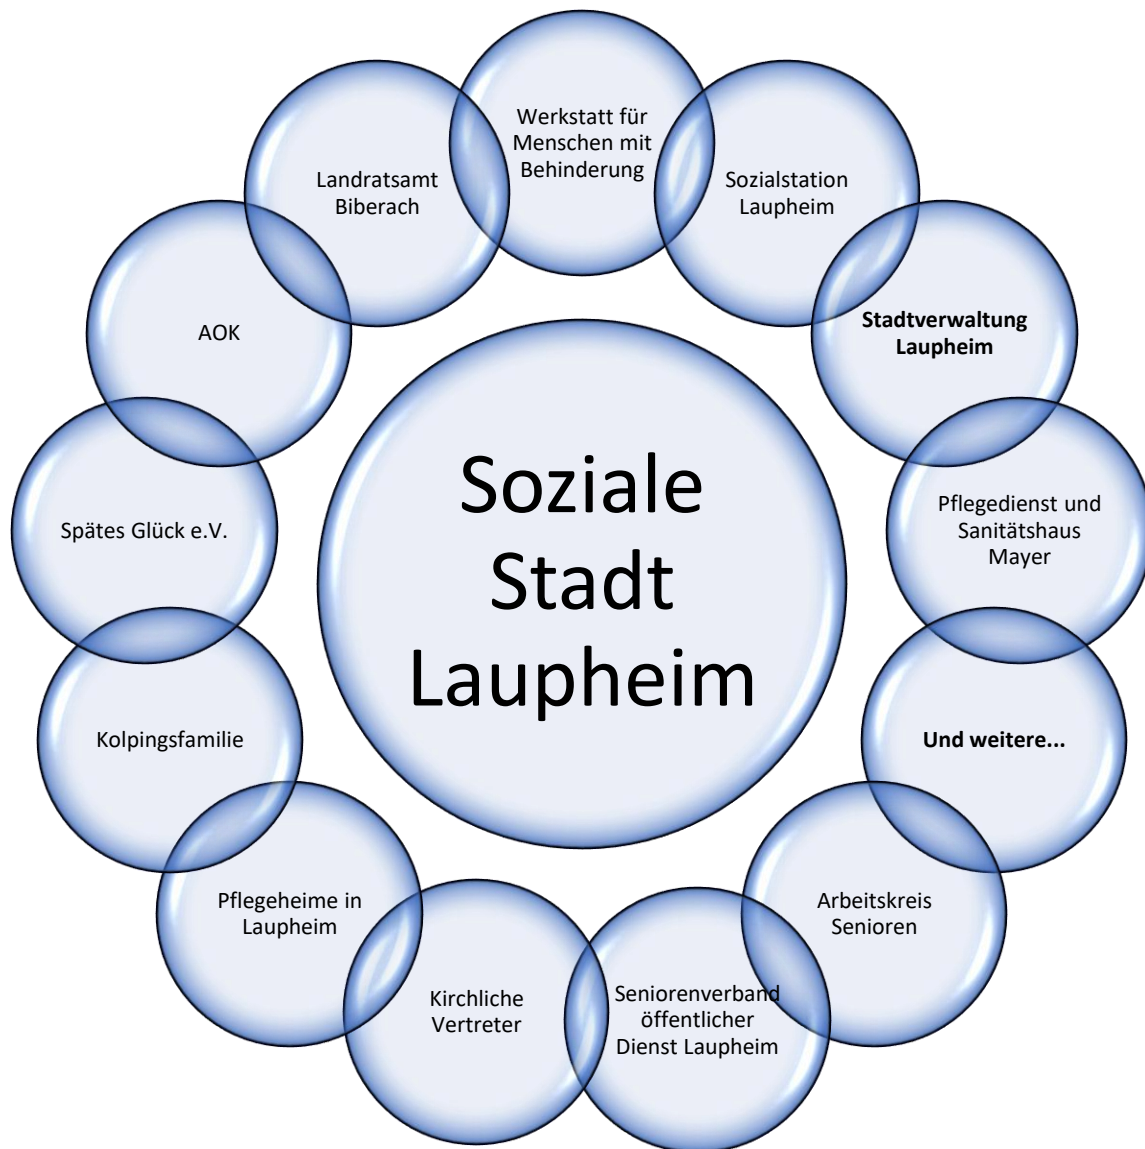 Werkstatt für
Menschen mit
Behinderung
Sozialstation
Laupheim
Stadtverwaltung
Laupheim
Pflegedienst und
Sanitätshaus
Mayer
Und weitere...
Arbeitskreis
Senioren
Seniorenverband
öffentlicher
Dienst Laupheim
Kirchliche
Vertreter
Pflegeheime in
Laupheim
Kolpingsfamilie
Spätes Glück e.V.
AOK
Landratsamt
Biberach
Soziale
Stadt
Laupheim